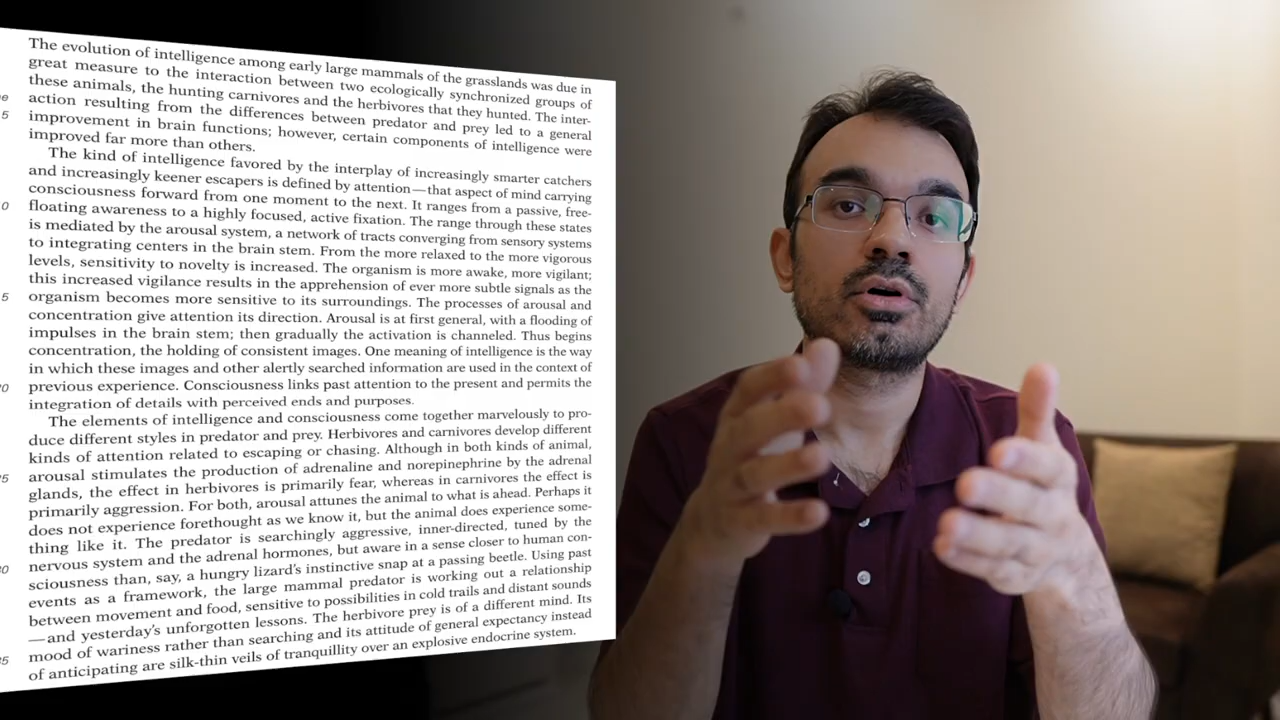 The evolution of intelligence among early large mammals of the grasslands was due in
great measure to the interaction between two ecologically synchronized groups of
these animals, the hunting carnivores and the herbivores that they hunted. The inter-
action resulting from the differences between predator and prey led to a general
improvement in brain functions; however, certain components of intelligence were
improved far more than others.
The kind of intelligence favored by the interplay of increasingly smarter catchers
and increasingly keener escapers is defined by attention—that aspect of mind carrying
consciousness forward from one moment to the next. It ranges from a passive, free-
floating awareness to a highly focused, active fixation. The range through these states
is mediated by the arousal system, a network of tracts converging from sensory systems
to integrating centers in the brain stem. From the more relaxed to the more vigorous
levels, sensitivity to novelty is increased. The organism is more awake, more vigilant;
this increased vigilance results in the apprehension of ever more subtle signals as the
organism becomes more sensitive to its surroundings. The processes of arousal and
concentration give attention its direction. Arousal is at first general, with a flooding of
impulses in the brain stem; then gradually the activation is channeled. Thus begins
concentration, the holding of consistent images. One meaning of intelligence is the way
in which these images and other alertly searched information are used in the context of
previous experience. Consciousness links past attention to the present and permits the
integration of details with perceived ends and purposes.
The elements of intelligence and consciousness come together marvelously to pro-
duce different styles in predator and prey. Herbivores and carnivores develop different
kinds of attention related to escaping or chasing. Although in both kinds of animal,
arousal stimulates the production of adrenaline and norepinephrine by the adrenal
glands, the effect in herbivores is primarily fear, whereas in carnivores the effect is
primarily aggression. For both, arousal attunes the animal to what is ahead. Perhaps it
does not experience forethought as we know it, but the animal does experience some-
thing like it. The predator is searchingly aggressive, inner-directed, tuned by the
nervous system and the adrenal hormones, but aware in a sense closer to human con-
sciousness than, say, a hungry lizard's instinctive snap at a passing beetle. Using past
events as a framework, the large mammal predator is working out a relationship
between movement and food, sensitive to possibilities in cold trails and distant sounds
—and yesterday's unforgotten lessons. The herbivore prey is of a different mind. Its
mood of wariness rather than searching and its attitude of general expectancy instead
of anticipating are silk-thin veils of tranquillity over an explosive endocrine system.